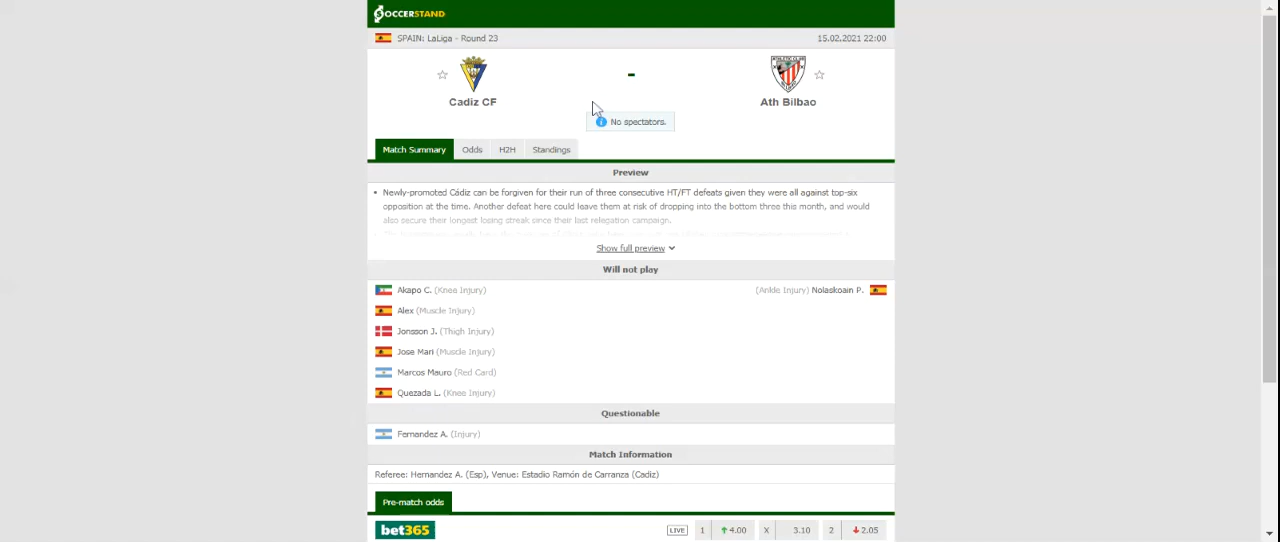 SOCCERSTAND
SPAIN: LaLiga - Round 23
15.02.2021 22:00
-
Cadiz CF
Ath Bilbao
No spectators.
Match Summary
Odds
H2H
Standings
Preview
Newly-promoted Cádiz can be forgiven for their run of three consecutive HT/FT defeats given they were all against top-six
opposition at the time. Another defeat here could leave them at risk of dropping into the bottom three this month, and would
also secure their longest losing streak since their last relegation campaign.
Show full preview
Will not play
Akapo C. (Knee Injury)
(Ankle Injury) Nolaskoain P.
Alex (Muscle Injury)
Jonsson J. (Thigh Injury)
Jose Mari (Muscle Injury)
Marcos Mauro (Red Card)
Quezada L. (Knee Injury)
Questionable
Fernandez A. (Injury)
Match Information
Referee: Hernandez A. (Esp), Venue: Estadio Ramón de Carranza (Cadiz)
Pre-match odds
bet365
LIVE
1
4.00
X
3.10
2
2.05